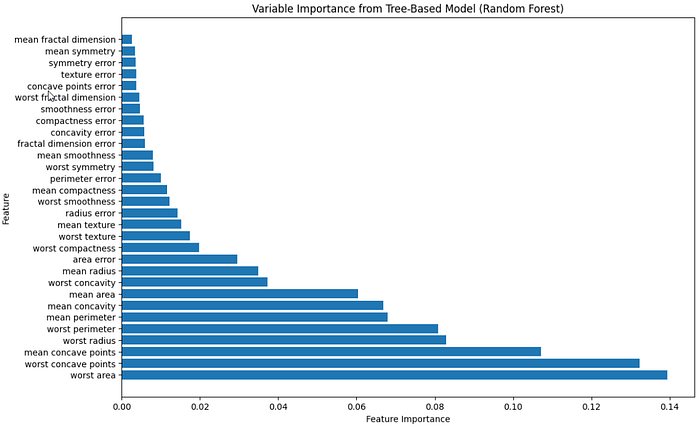 Variable Importance from Tree-Based Model (Random Forest)
mean fractal dimension
mean symmetry
symmetry error
texture error
concave points error
worst fractal dimension
smoothness error
compactness error
concavity error
fractal dimension error
mean smoothness
worst symmetry
perimeter error
mean compactness
worst smoothness
radius error
mean texture
worst texture
worst compactness
area error
mean radius
worst concavity
mean area
mean concavity
mean perimeter
worst perimeter
worst radius
mean concave points
worst concave points
worst area
Feature
0.00 0.02 0.04 0.06 0.08 0.10 0.12 0.14
Feature Importance